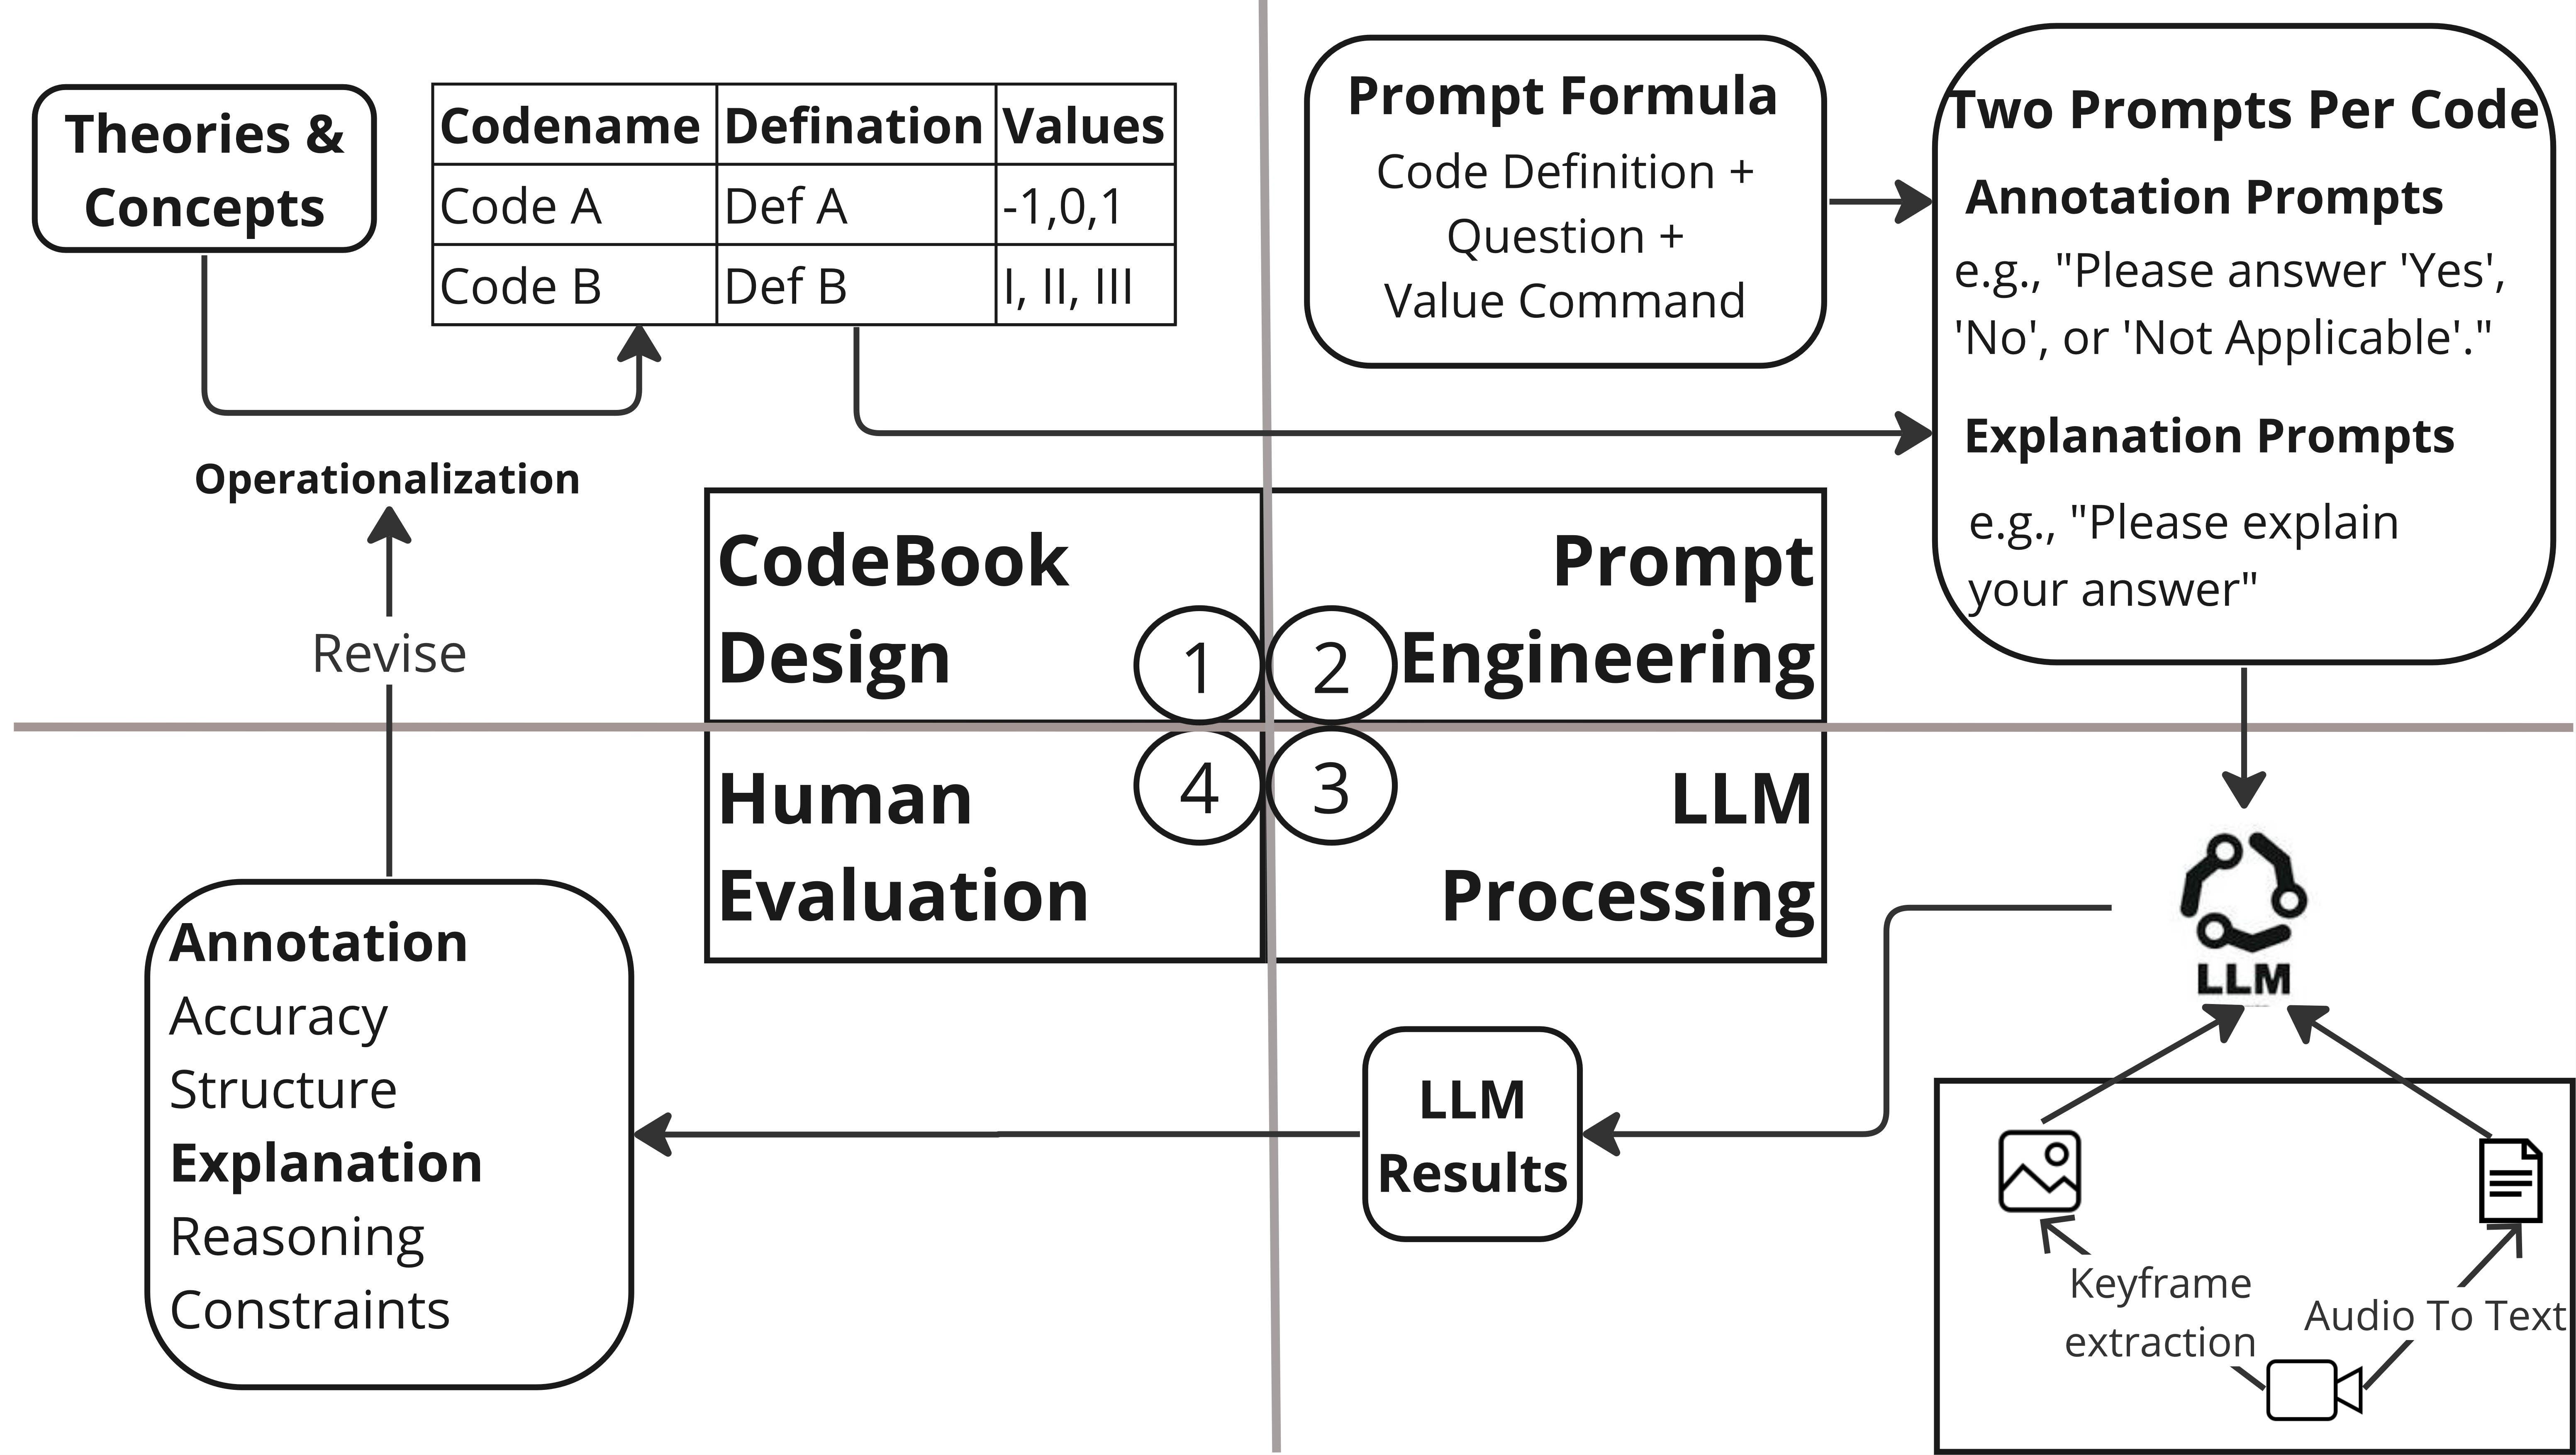 Theories &
Concepts
Codename Defination Values
Code A Def A -1,0,1
Code B Def B I, II, III
Operationalization
Revise
Prompt Formula
Code Definition +
Question +
Value Command
Two Prompts Per Code
Annotation Prompts
e.g., "Please answer 'Yes',
'No', or 'Not Applicable'."
Explanation Prompts
e.g., "Please explain
your answer"
CodeBook
Design
1
2
Prompt
Engineering
Human
Evaluation
4
3
LLM
Processing
LLM
Keyframe
extraction
Audio To Text
LLM
Results
Annotation
Accuracy
Structure
Explanation
Reasoning
Constraints